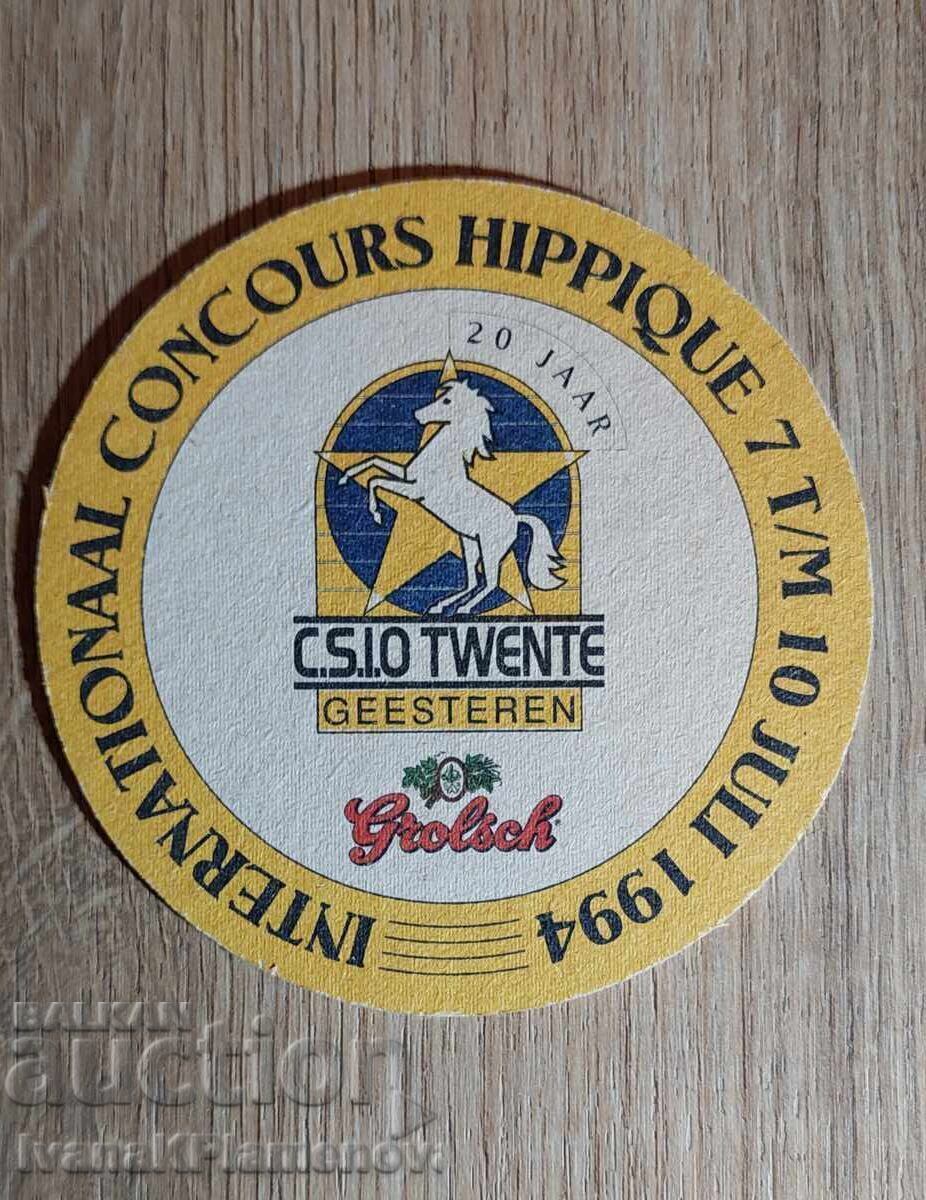 INTERNATIONAAL CONCOURS HIPPIQUE 7 T/M 10 JULI 1994
20 JAAR
C.S.I.O TWENTE
GEESTEREN
Grolsch
BALKAN
auction
IvanaKPlamenov.